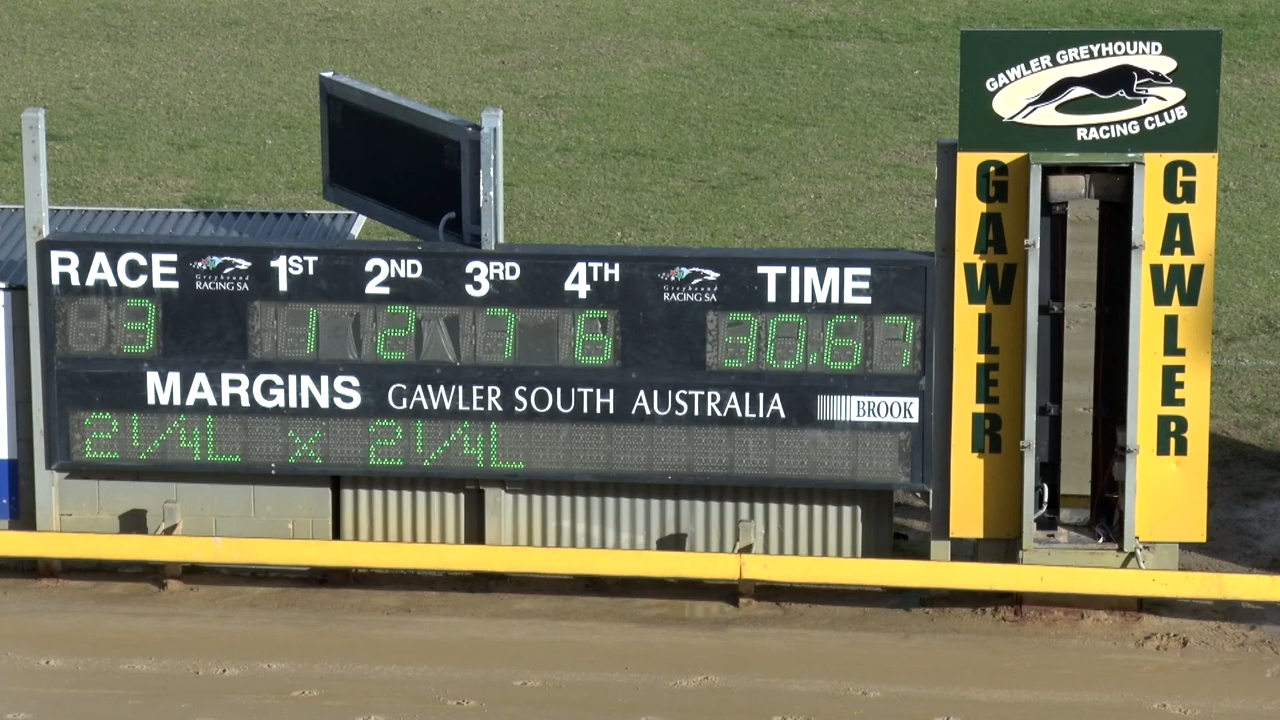 GAWLER GREYHOUND
RACING CLUB
GAWLER
GAWLER
RACE
Greyhound
RACING SA
1ST
2ND
3RD
4TH
Greyhound
RACING SA
TIME
3
1
2
7
6
30.67
MARGINS
GAWLER SOUTH AUSTRALIA
BROOK
2 1/4L x 2 1/4L